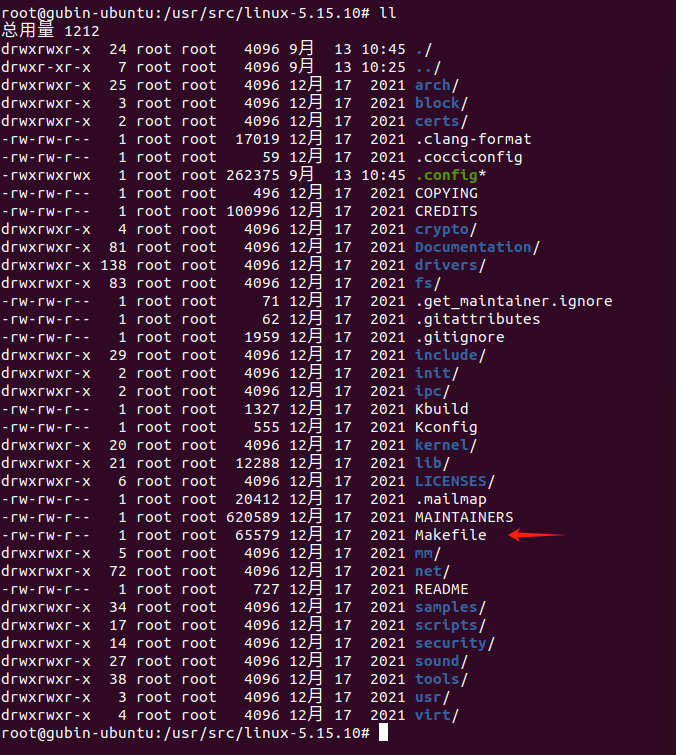 root@gubin-ubuntu:/usr/src/linux-5.15.10# ll
总用量 1212
drwxrwxr-x  24 root root   4096 9月  13 10:45 ./
drwxr-xr-x   7 root root   4096 9月  13 10:25 ../
drwxrwxr-x  25 root root   4096 12月 17  2021 arch/
drwxrwxr-x   3 root root   4096 12月 17  2021 block/
drwxrwxr-x   2 root root   4096 12月 17  2021 certs/
-rw-rw-r--   1 root root  17019 12月 17  2021 .clang-format
-rw-rw-r--   1 root root     59 12月 17  2021 .cocciconfig
-rwxrwxrwx   1 root root 262375 9月  13 10:45 .config*
-rw-rw-r--   1 root root    496 12月 17  2021 COPYING
-rw-rw-r--   1 root root 100996 12月 17  2021 CREDITS
drwxrwxr-x   4 root root   4096 12月 17  2021 crypto/
drwxrwxr-x  81 root root   4096 12月 17  2021 Documentation/
drwxrwxr-x 138 root root   4096 12月 17  2021 drivers/
drwxrwxr-x  83 root root   4096 12月 17  2021 fs/
-rw-rw-r--   1 root root     71 12月 17  2021 .get_maintainer.ignore
-rw-rw-r--   1 root root     62 12月 17  2021 .gitattributes
-rw-rw-r--   1 root root   1959 12月 17  2021 .gitignore
drwxrwxr-x  29 root root   4096 12月 17  2021 include/
drwxrwxr-x   2 root root   4096 12月 17  2021 init/
drwxrwxr-x   2 root root   4096 12月 17  2021 ipc/
-rw-rw-r--   1 root root   1327 12月 17  2021 Kbuild
-rw-rw-r--   1 root root    555 12月 17  2021 Kconfig
drwxrwxr-x  20 root root   4096 12月 17  2021 kernel/
drwxrwxr-x  21 root root  12288 12月 17  2021 lib/
drwxrwxr-x   6 root root   4096 12月 17  2021 LICENSES/
-rw-rw-r--   1 root root  20412 12月 17  2021 .mailmap
-rw-rw-r--   1 root root 620589 12月 17  2021 MAINTAINERS
-rw-rw-r--   1 root root  65579 12月 17  2021 Makefile
drwxrwxr-x   5 root root   4096 12月 17  2021 mm/
drwxrwxr-x  72 root root   4096 12月 17  2021 net/
-rw-rw-r--   1 root root    727 12月 17  2021 README
drwxrwxr-x  34 root root   4096 12月 17  2021 samples/
drwxrwxr-x  17 root root   4096 12月 17  2021 scripts/
drwxrwxr-x  14 root root   4096 12月 17  2021 security/
drwxrwxr-x  27 root root   4096 12月 17  2021 sound/
drwxrwxr-x  38 root root   4096 12月 17  2021 tools/
drwxrwxr-x   3 root root   4096 12月 17  2021 usr/
drwxrwxr-x   4 root root   4096 12月 17  2021 virt/
root@gubin-ubuntu:/usr/src/linux-5.15.10#